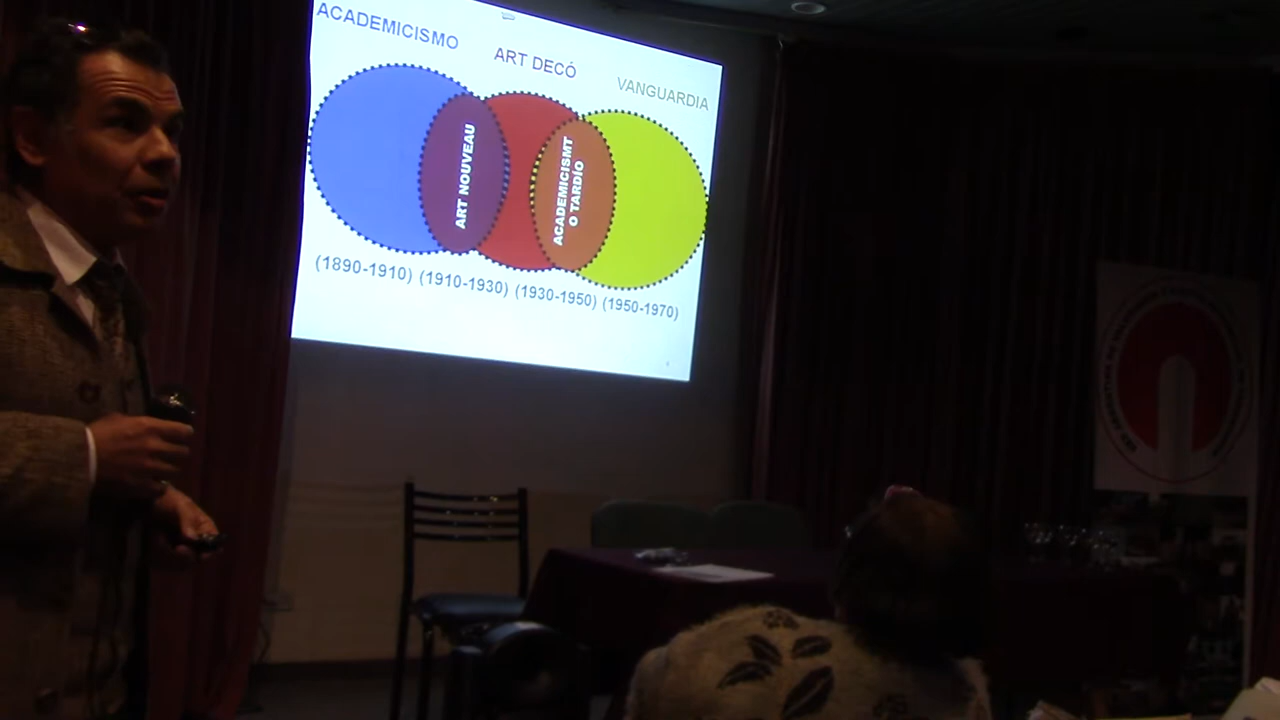 ACADEMICISMO
ART DECÓ
VANGUARDIA
ART NOUVEAU
ACADEMICISMT
O TARDÍO
(1890-1910) (1910-1930) (1930-1950) (1950-1970)